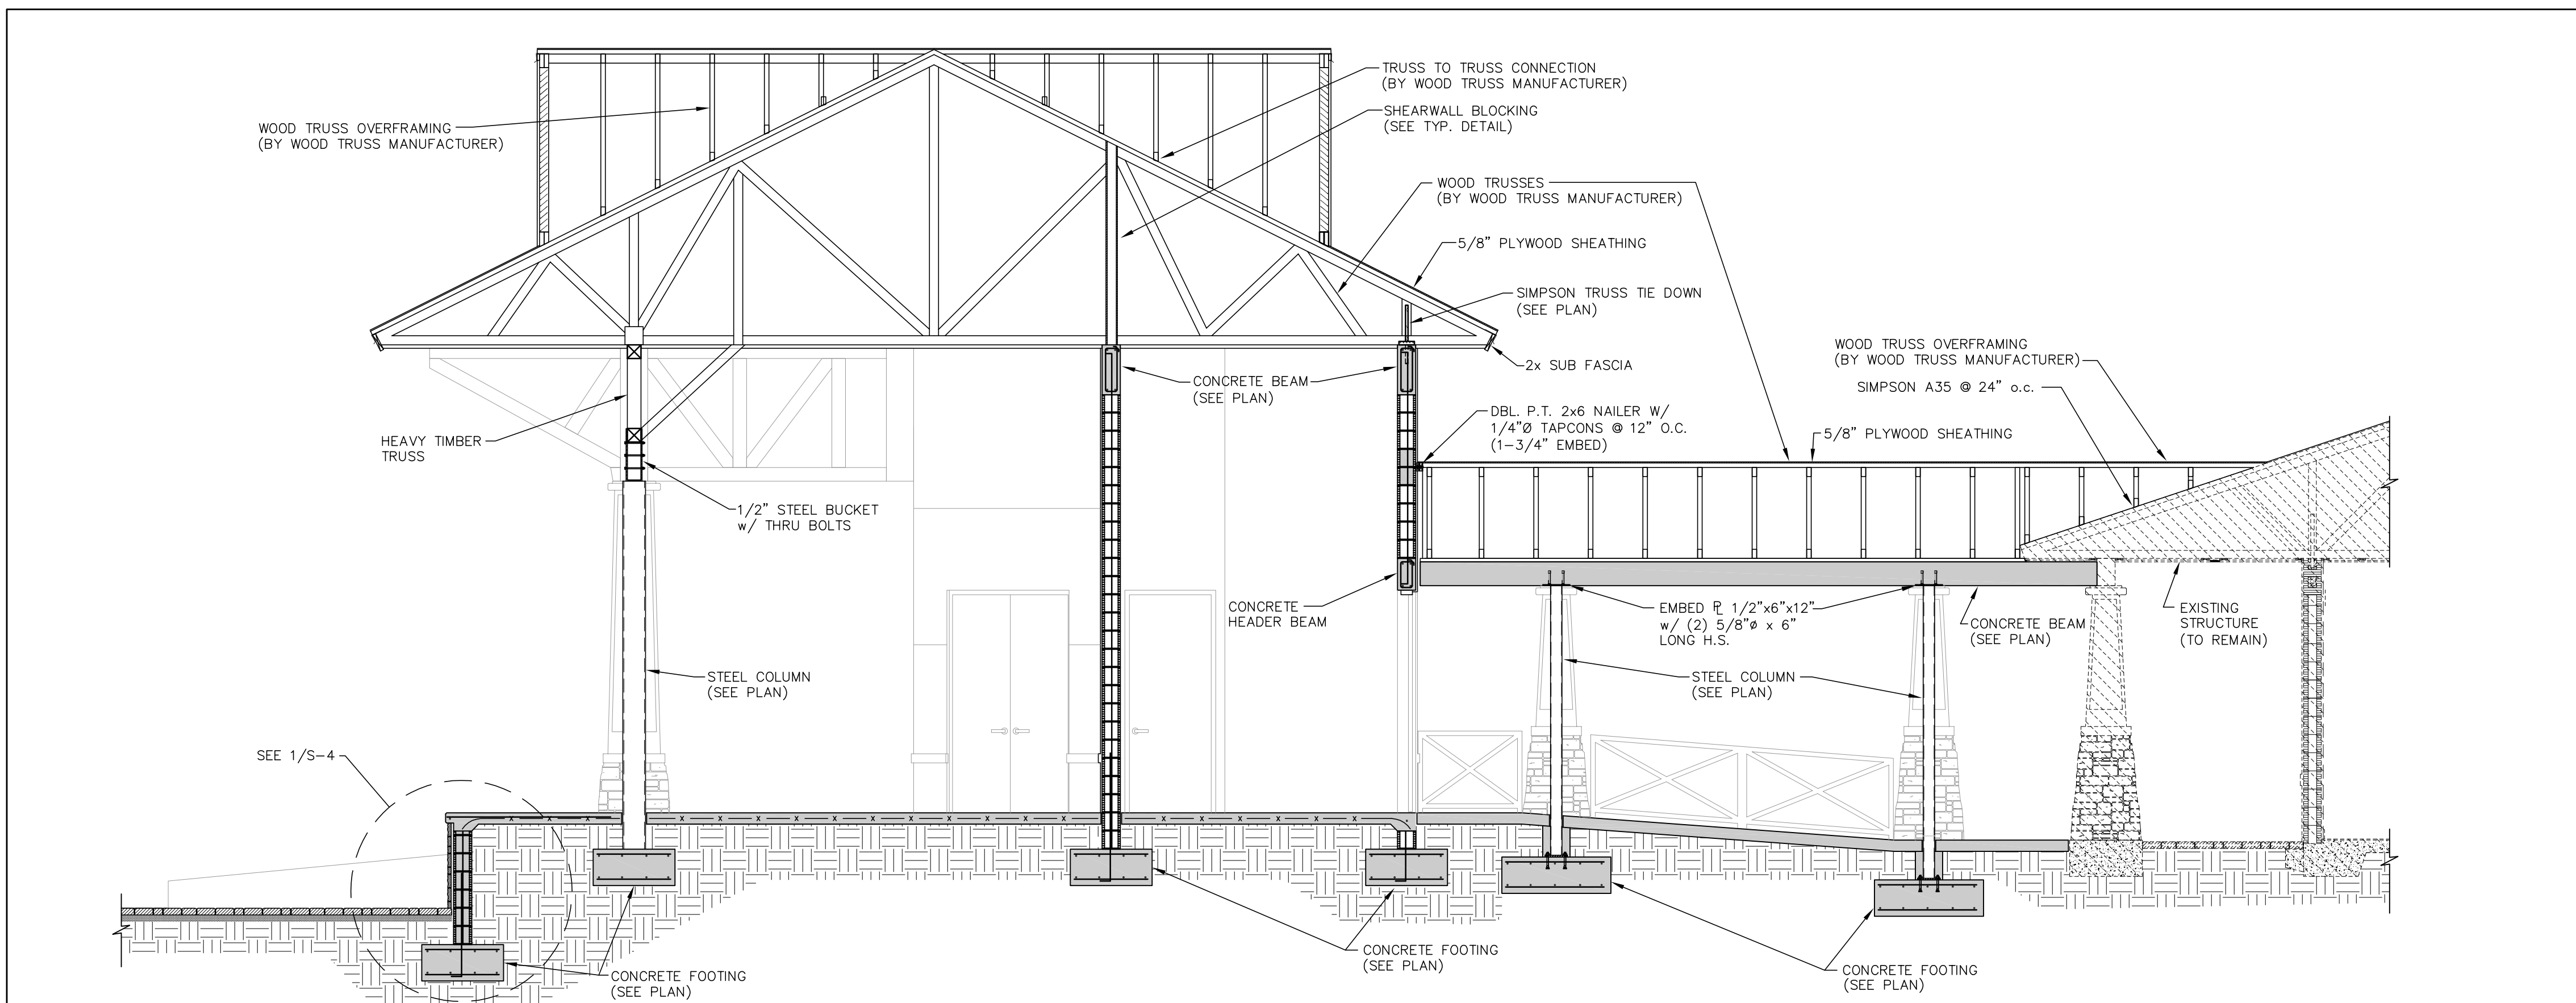 TRUSS TO TRUSS CONNECTION
(BY WOOD TRUSS MANUFACTURER)
SHEARWALL BLOCKING
(SEE TYP. DETAIL)
WOOD TRUSS OVERFRAMING
(BY WOOD TRUSS MANUFACTURER)
WOOD TRUSSES
(BY WOOD TRUSS MANUFACTURER)
5/8" PLYWOOD SHEATHING
SIMPSON TRUSS TIE DOWN
(SEE PLAN)
WOOD TRUSS OVERFRAMING
(BY WOOD TRUSS MANUFACTURER)
SIMPSON A35 @ 24" o.c.
2x SUB FASCIA
CONCRETE BEAM
(SEE PLAN)
DBL. P.T. 2x6 NAILER W/
1/4"Ø TAPCONS @ 12" O.C.
(1-3/4" EMBED)
5/8" PLYWOOD SHEATHING
HEAVY TIMBER
TRUSS
1/2" STEEL BUCKET
w/ THRU BOLTS
CONCRETE
HEADER BEAM
EMBED ℄ 1/2"x6"x12"
w/ (2) 5/8"ø x 6"
LONG H.S.
CONCRETE BEAM
(SEE PLAN)
EXISTING
STRUCTURE
(TO REMAIN)
STEEL COLUMN
(SEE PLAN)
STEEL COLUMN
(SEE PLAN)
SEE 1/S-4
CONCRETE FOOTING
(SEE PLAN)
CONCRETE FOOTING
(SEE PLAN)
CONCRETE FOOTING
(SEE PLAN)